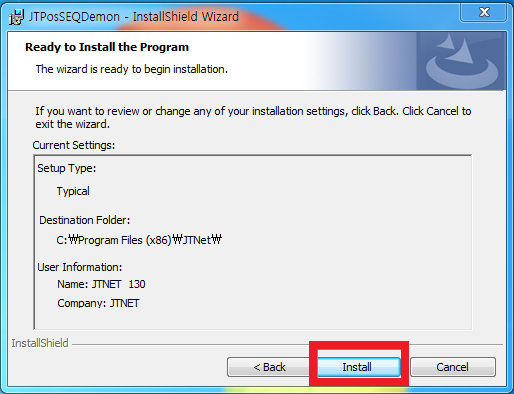 JTPosSEQDemon - InstallShield Wizard
Ready to Install the Program
The wizard is ready to begin installation.
If you want to review or change any of your installation settings, click Back. Click Cancel to
exit the wizard.
Current Settings:
Setup Type:
Typical
Destination Folder:
C:₩Program Files (x86)₩JTNet₩
User Information:
Name: JTNET 130
Company: JTNET
InstallShield
< Back
Install
Cancel